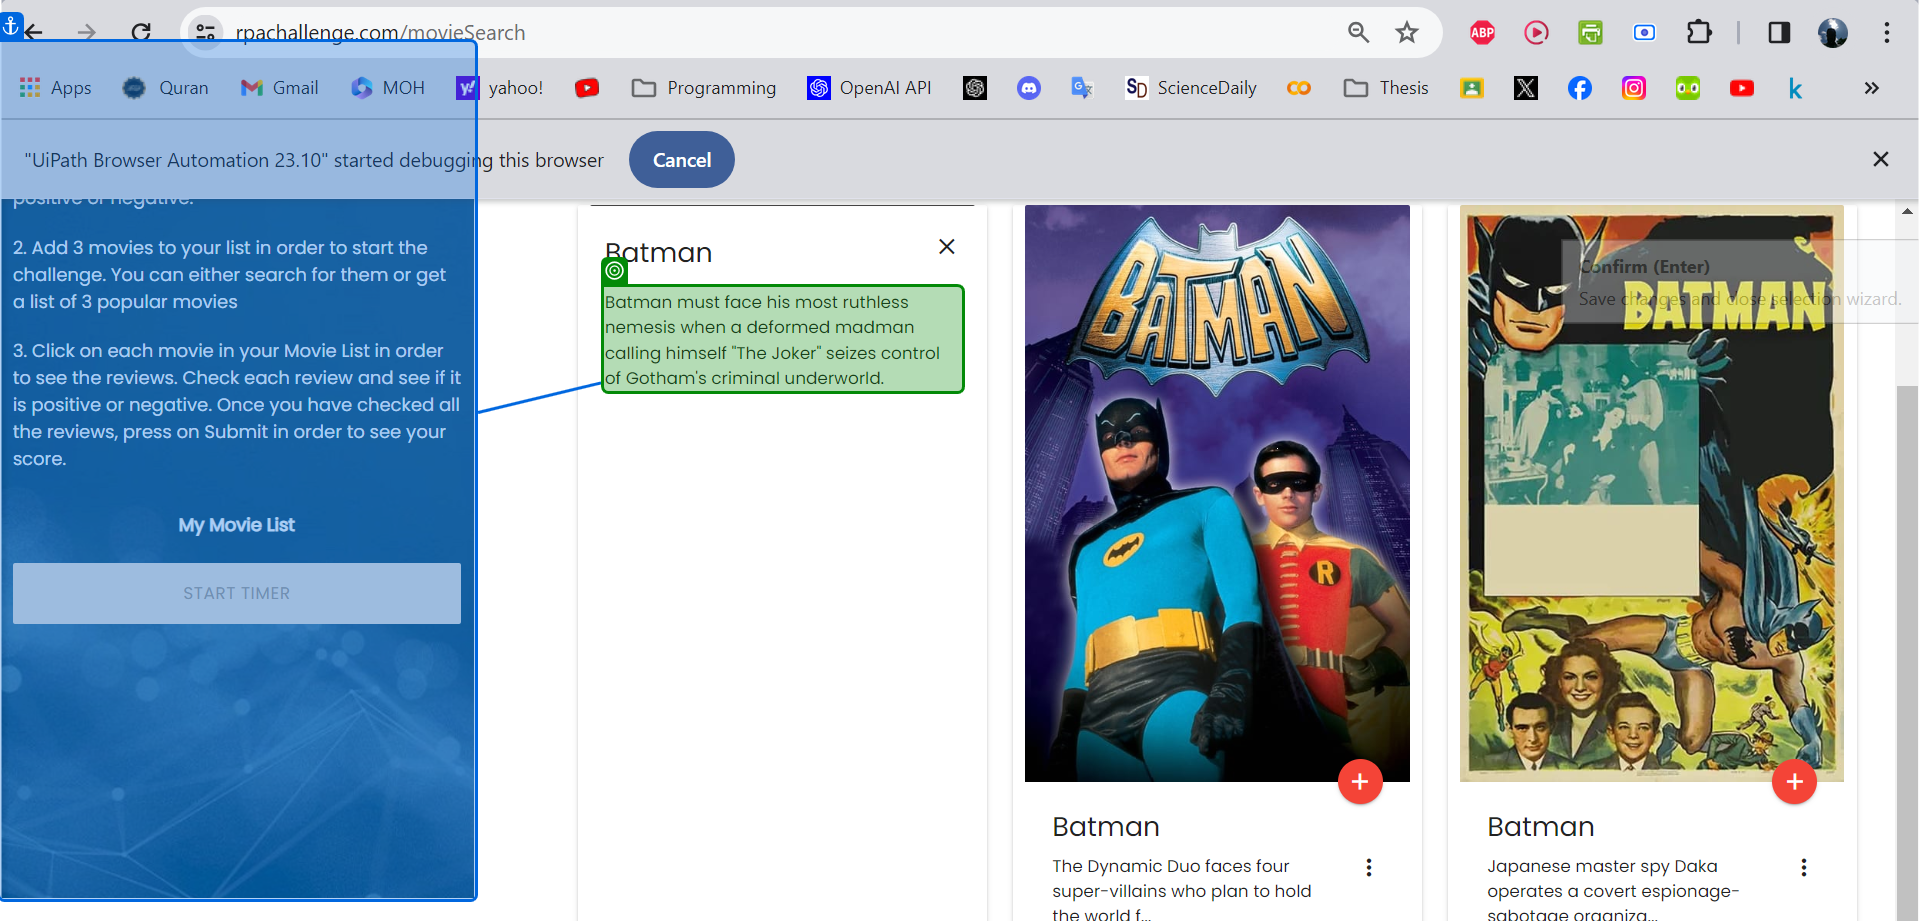 rpachallenge.com/movieSearch
ABP
Apps
Quran
Gmail
MOH
yahoo!
Programming
OpenAI API
SD
ScienceDaily
Thesis
k
"UiPath Browser Automation 23.10" started debugging this browser
Cancel
positive or negative.
2. Add 3 movies to your list in order to start the
challenge. You can either search for them or get
a list of 3 popular movies
3. Click on each movie in your Movie List in order
to see the reviews. Check each review and see if it
is positive or negative. Once you have checked all
the reviews, press on Submit in order to see your
score.
My Movie List
START TIMER
Batman
Batman must face his most ruthless
nemesis when a deformed madman
calling himself "The Joker" seizes control
of Gotham's criminal underworld.
BATMAN
R
Batman
The Dynamic Duo faces four
super-villains who plan to hold
the world f...
Confirm (Enter)
Save changes and close selection wizard.
BATMAN
Batman
Japanese master spy Daka
operates a covert espionage-
sabotage organiza...